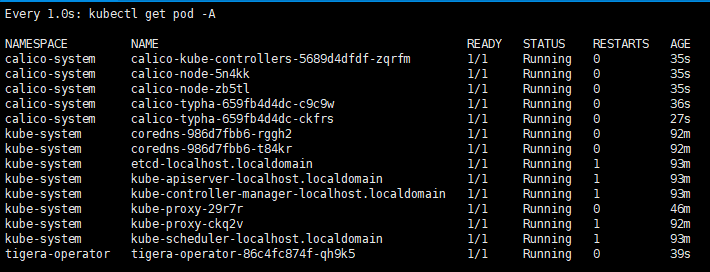 Every 1.0s: kubectl get pod -A
NAMESPACE NAME READY STATUS RESTARTS AGE
calico-system calico-kube-controllers-5689d4dfdf-zqrfm 1/1 Running 0 35s
calico-system calico-node-5n4kk 1/1 Running 0 35s
calico-system calico-node-zb5tl 1/1 Running 0 35s
calico-system calico-typha-659fb4d4dc-c9c9w 1/1 Running 0 36s
calico-system calico-typha-659fb4d4dc-ckfrs 1/1 Running 0 27s
kube-system coredns-986d7fbb6-rggh2 1/1 Running 0 92m
kube-system coredns-986d7fbb6-t84kr 1/1 Running 0 92m
kube-system etcd-localhost.localdomain 1/1 Running 1 93m
kube-system kube-apiserver-localhost.localdomain 1/1 Running 1 93m
kube-system kube-controller-manager-localhost.localdomain 1/1 Running 1 93m
kube-system kube-proxy-29r7r 1/1 Running 0 46m
kube-system kube-proxy-ckq2v 1/1 Running 1 92m
kube-system kube-scheduler-localhost.localdomain 1/1 Running 1 93m
tigera-operator tigera-operator-86c4fc874f-qh9k5 1/1 Running 0 39s